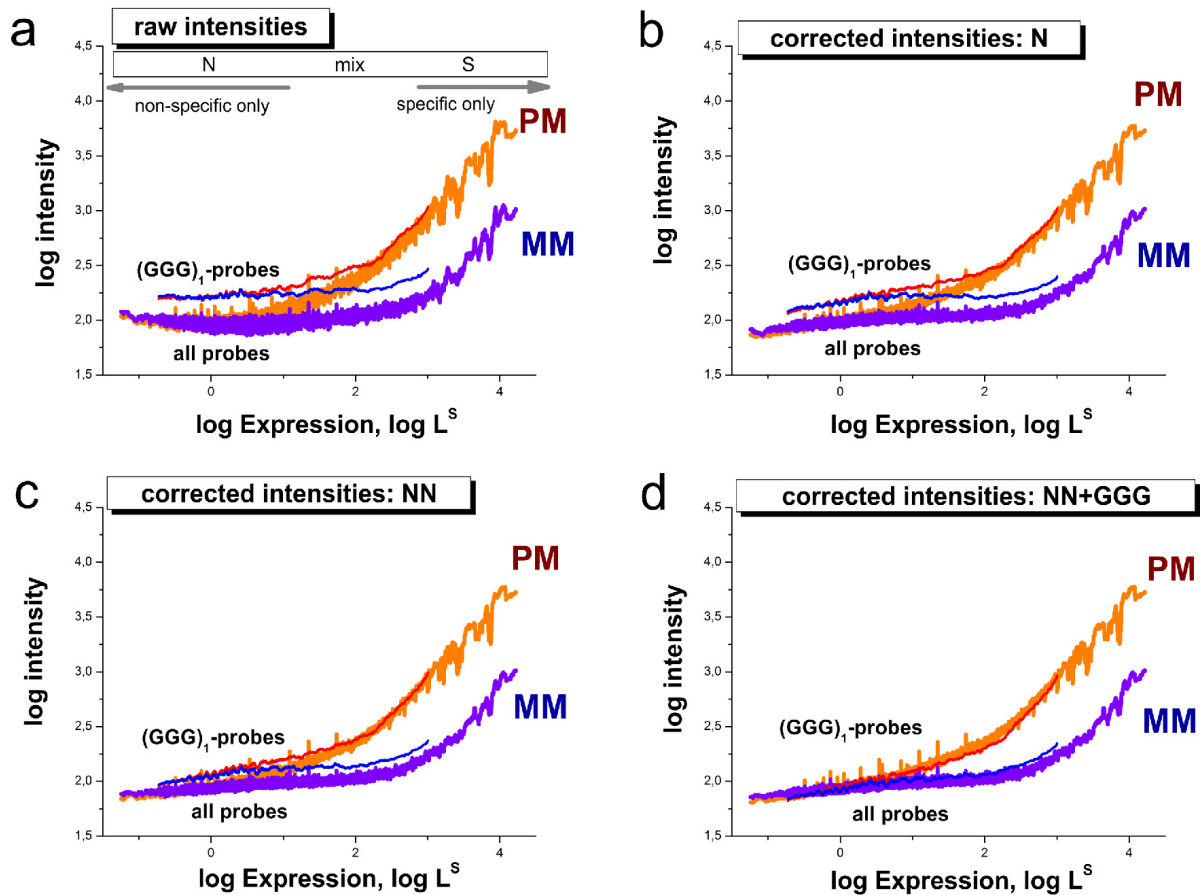 a
raw intensities
4,5
N mix S
non-specific only
specific only
4,0
PM
3,5
log intensity
3,0
MM
(GGG)1-probes
2,5
2,0
all probes
1,5
0 2 4
log Expression, log L^S
b
corrected intensities: N
4,5
4,0
PM
3,5
log intensity
3,0
MM
(GGG)1-probes
2,5
2,0
all probes
1,5
0 2 4
log Expression, log L^S
c
corrected intensities: NN
4,5
4,0
PM
3,5
log intensity
3,0
MM
2,5
(GGG)1-probes
2,0
all probes
1,5
0 2 4
log Expression, log L^S
d
corrected intensities: NN+GGG
4,5
4,0
PM
3,5
log intensity
3,0
MM
2,5
(GGG)1-probes
2,0
all probes
1,5
0 2 4
log Expression, log L^S